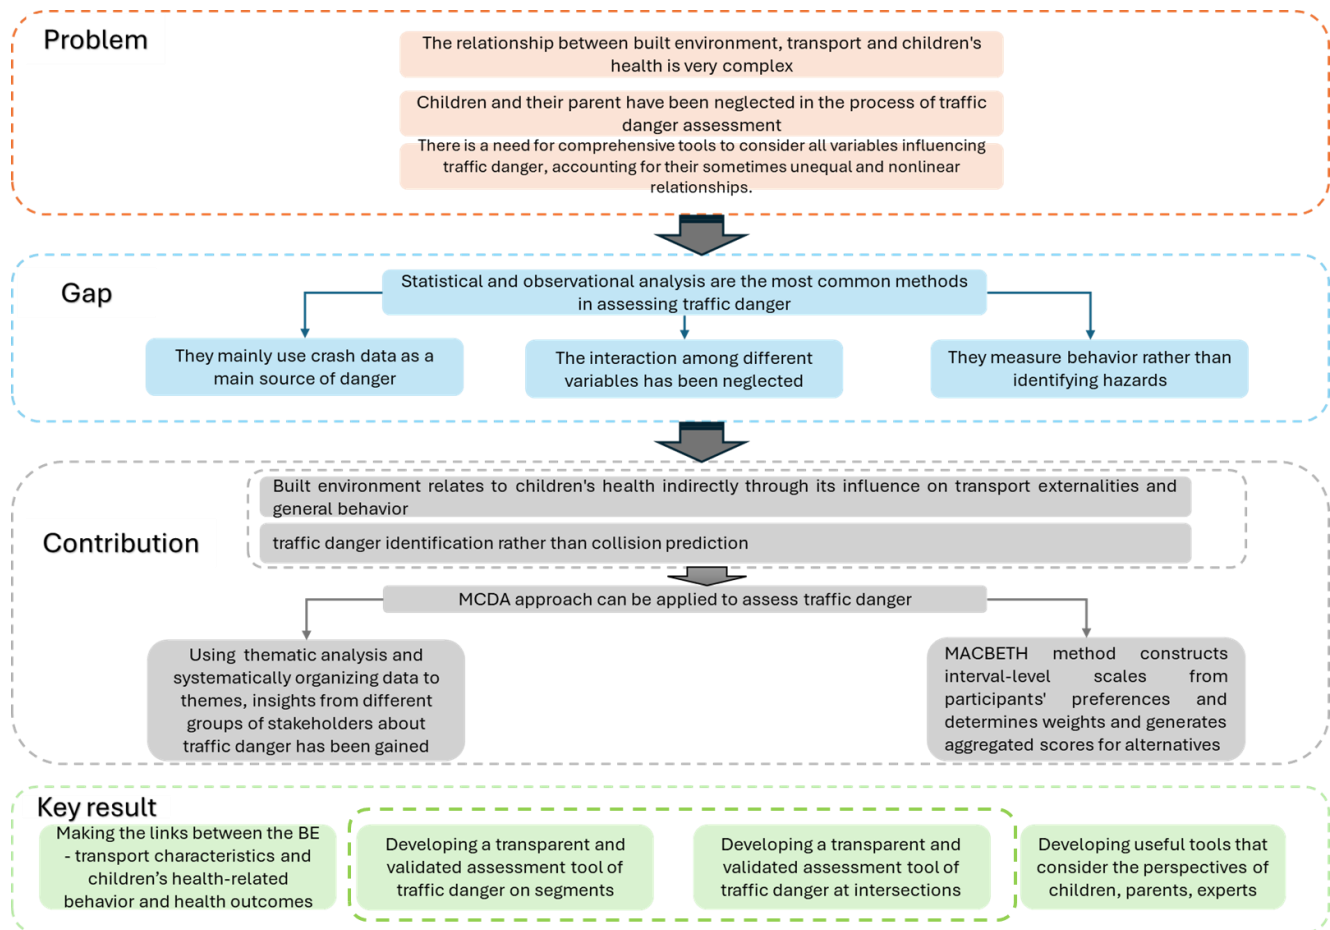 Problem
The relationship between built environment, transport and children's
health is very complex
Children and their parent have been neglected in the process of traffic
danger assessment
There is a need for comprehensive tools to consider all variables influencing
traffic danger, accounting for their sometimes unequal and nonlinear
relationships.
Gap
Statistical and observational analysis are the most common methods
in assessing traffic danger
They mainly use crash data as a
main source of danger
The interaction among different
variables has been neglected
They measure behavior rather than
identifying hazards
Contribution
Built environment relates to children's health indirectly through its influence on transport externalities and
general behavior
traffic danger identification rather than collision prediction
MCDA approach can be applied to assess traffic danger
Using thematic analysis and
systematically organizing data to
themes, insights from different
groups of stakeholders about
traffic danger has been gained
MACBETH method constructs
interval-level scales from
participants' preferences and
determines weights and generates
aggregated scores for alternatives
Key result
Making the links between the BE
- transport characteristics and
children’s health-related
behavior and health outcomes
Developing a transparent and
validated assessment tool of
traffic danger on segments
Developing a transparent and
validated assessment tool of
traffic danger at intersections
Developing useful tools that
consider the perspectives of
children, parents, experts